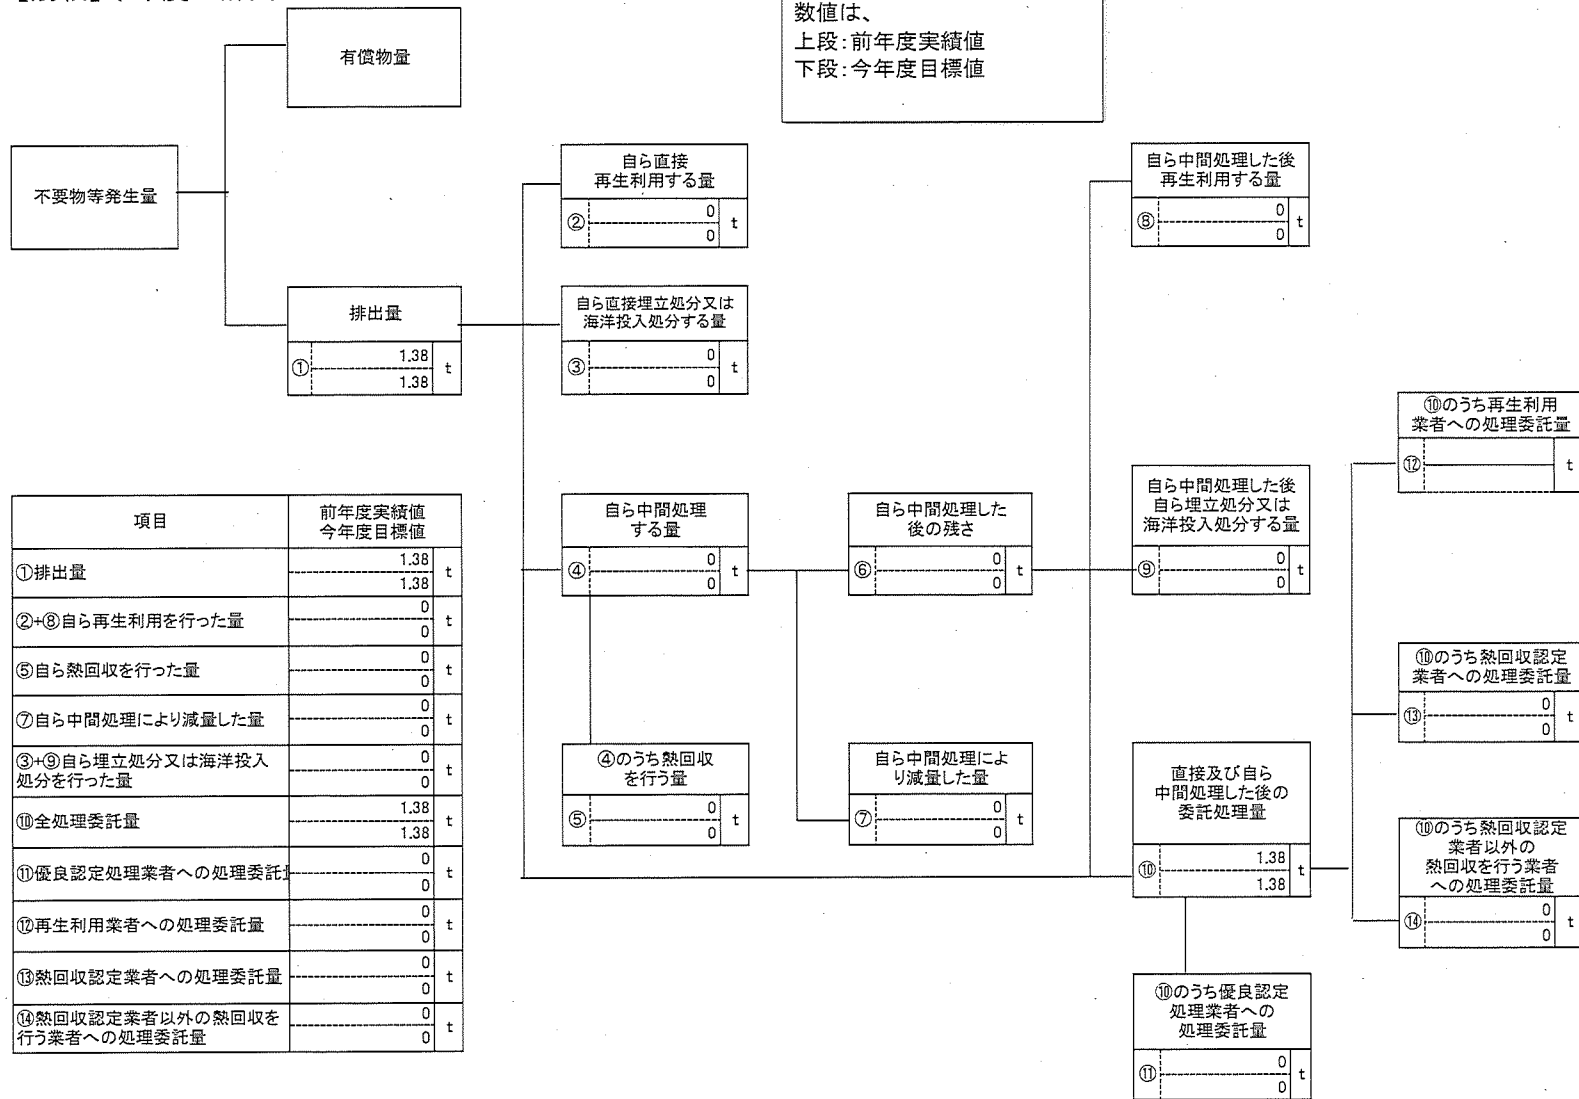 数値は、
上段:前年度実績値
下段:今年度目標値
有償物量
不要物等発生量
排出量
① 1.38 t
1.38
自ら直接
再生利用する量
② 0 t
0
自ら直接埋立処分又は
海洋投入処分する量
③ 0 t
0
自ら中間処理した後
再生利用する量
⑧ 0 t
0
自ら中間処理
する量
④ 0 t
0
自ら中間処理した
後の残さ
⑥ 0 t
0
自ら中間処理した後
自ら埋立処分又は
海洋投入処分する量
⑨ 0 t
0
④のうち熱回収
を行う量
⑤ 0 t
0
自ら中間処理によ
り減量した量
⑦ 0 t
0
直接及び自ら
中間処理した後の
委託処理量
⑩ 1.38 t
1.38
⑩のうち優良認定
処理業者への
処理委託量
⑪ 0 t
0
⑩のうち再生利用
業者への処理委託量
⑫ t
⑩のうち熱回収認定
業者への処理委託量
⑬ 0 t
0
⑩のうち熱回収認定
業者以外の
熱回収を行う業者
への処理委託量
⑭ 0 t
0
項目 前年度実績値
今年度目標値
①排出量 1.38 t
1.38
②+⑧自ら再生利用を行った量 0 t
0
⑤自ら熱回収を行った量 0 t
0
⑦自ら中間処理により減量した量 0 t
0
③+⑨自ら埋立処分又は海洋投入
処分を行った量 0 t
0
⑩全処理委託量 1.38 t
1.38
⑪優良認定処理業者への処理委託 0 t
0
⑫再生利用業者への処理委託量 0 t
0
⑬熱回収認定業者への処理委託量 0 t
0
⑭熱回収認定業者以外の熱回収を
行う業者への処理委託量 0 t
0